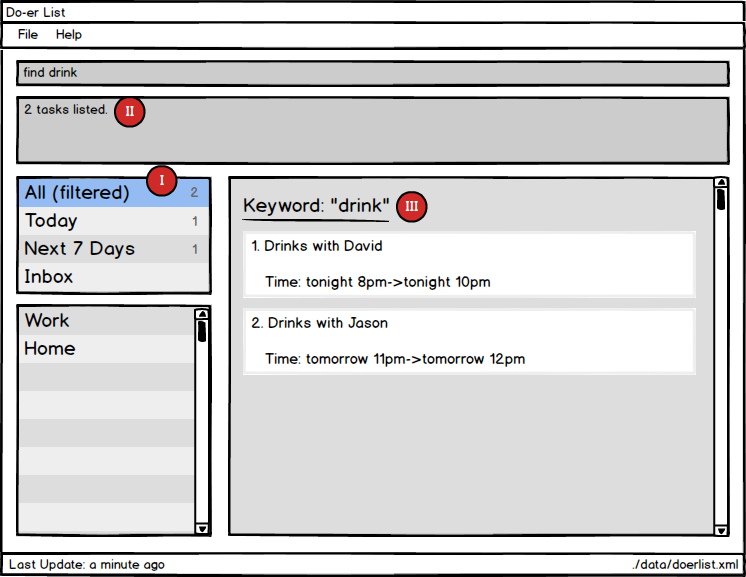 Do-er List
File Help
find drink
2 tasks listed. II
I
All (filtered) 2
Today 1
Next 7 Days 1
Inbox
Work
Home
Keyword: "drink" III
1. Drinks with David
Time: tonight 8pm->tonight 10pm
2. Drinks with Jason
Time: tomorrow 11pm->tomorrow 12pm
Last Update: a minute ago ./data/doerlist.xml